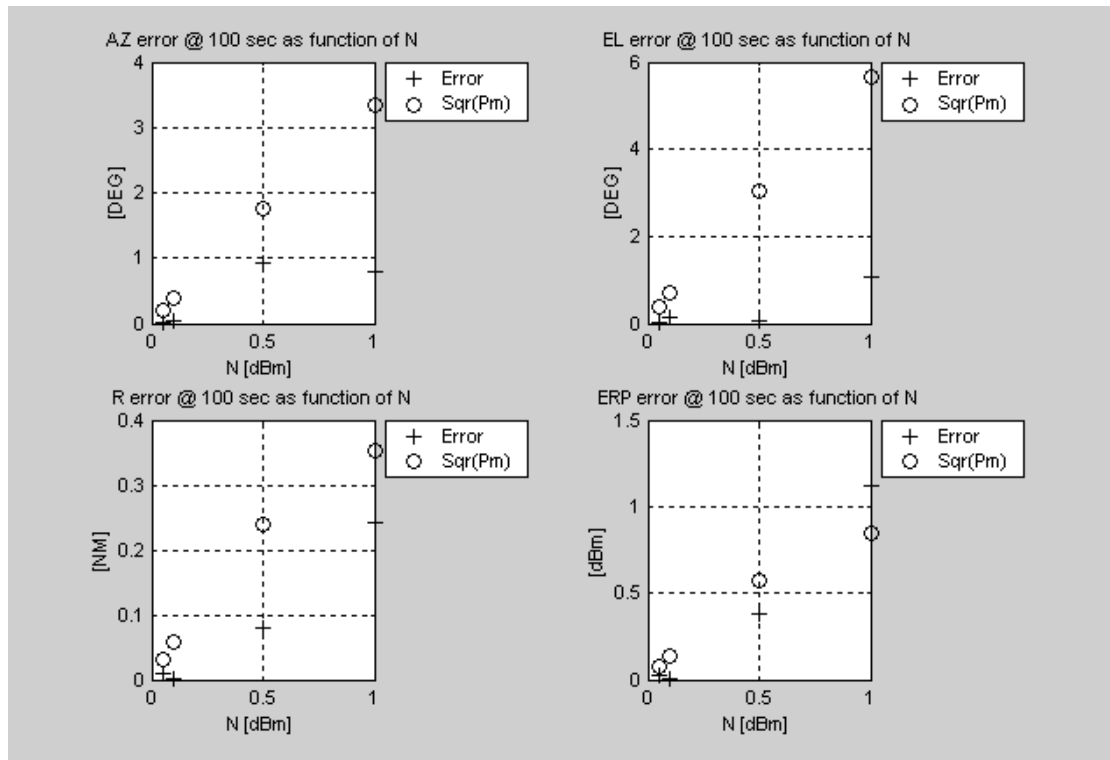 AZ error @ 100 sec as function of N
4
3
2
1
0
[DEG]
0
0.5
1
N [dBm]
Error
Sqr(Pm)
EL error @ 100 sec as function of N
6
4
2
0
[DEG]
0
0.5
1
N [dBm]
Error
Sqr(Pm)
R error @ 100 sec as function of N
0.4
0.3
0.2
0.1
0
[NM]
0
0.5
1
N [dBm]
Error
Sqr(Pm)
ERP error @ 100 sec as function of N
1.5
1
0.5
0
[dBm]
0
0.5
1
N [dBm]
Error
Sqr(Pm)